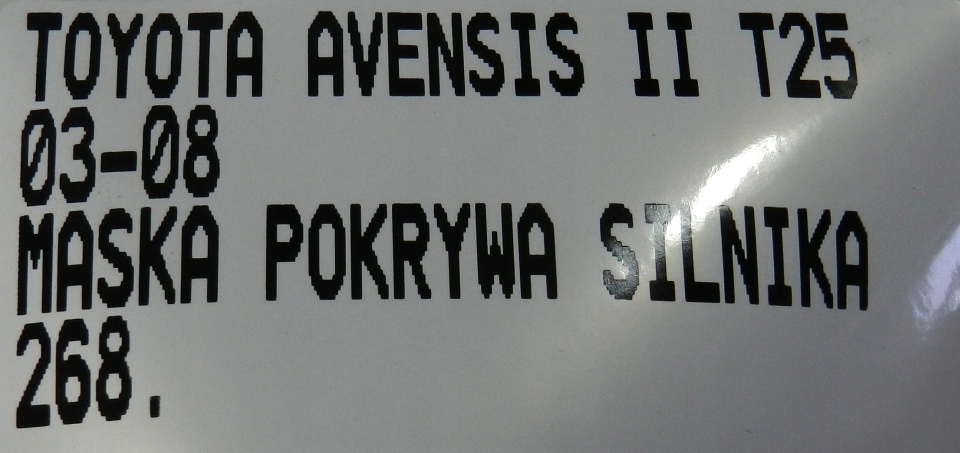 TOYOTA AVENSIS II T25
03-08
MASKA POKRYWA SILNIKA
268.